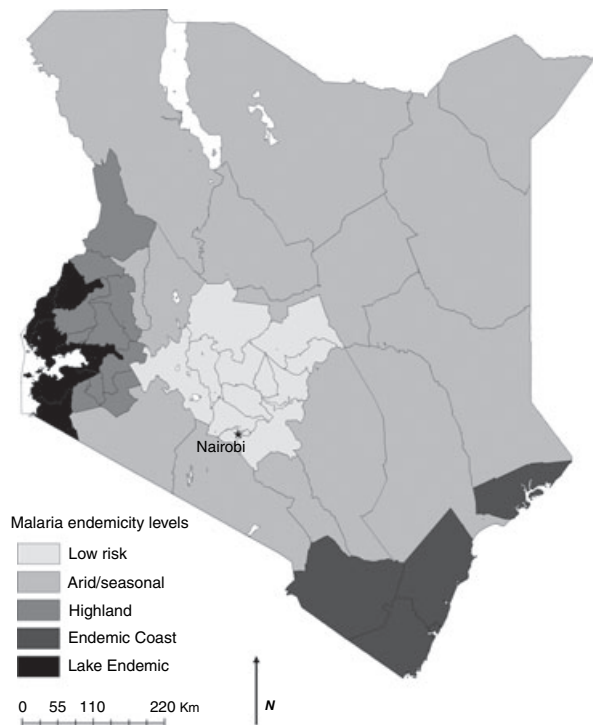 Nairobi
Malaria endemicity levels
Low risk
Arid/seasonal
Highland
Endemic Coast
Lake Endemic
0 55 110 220 Km
N